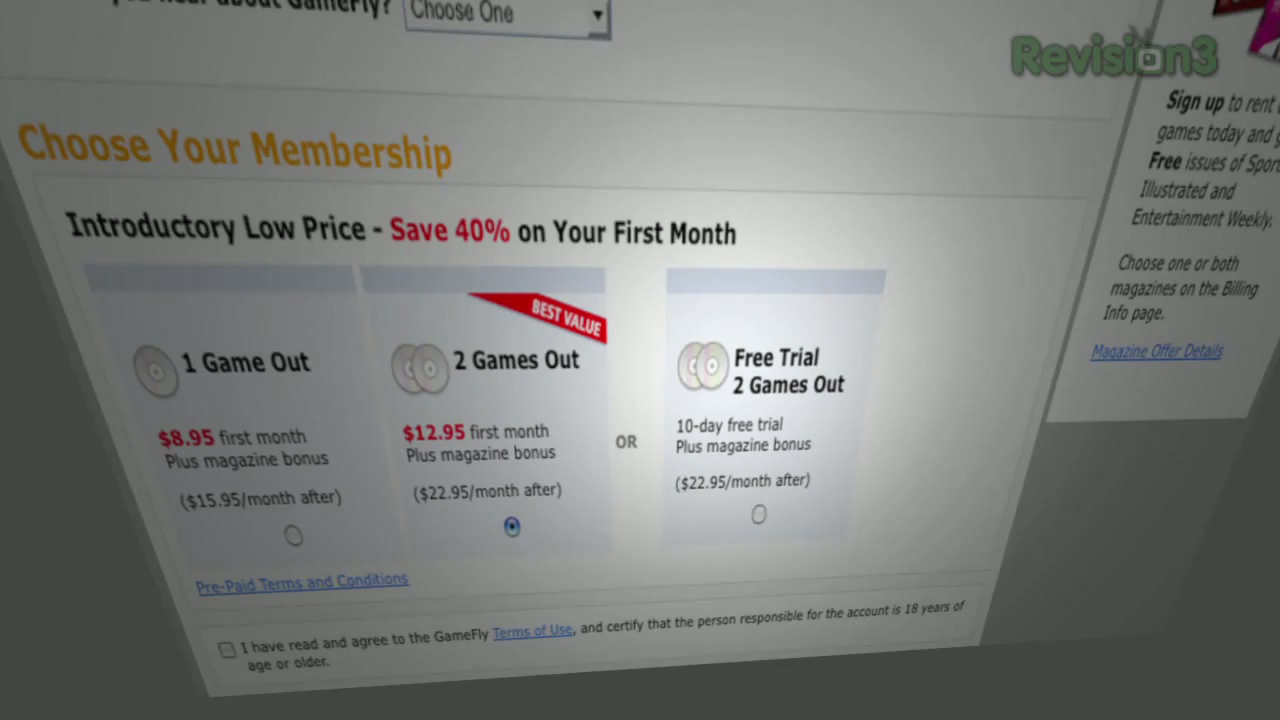 hear about GameFly?
Choose One
Revision3
Choose Your Membership
Introductory Low Price - Save 40% on Your First Month
BEST VALUE
1 Game Out
2 Games Out
Free Trial
2 Games Out
$8.95 first month
Plus magazine bonus
($15.95/month after)
$12.95 first month
Plus magazine bonus
($22.95/month after)
OR
10-day free trial
Plus magazine bonus
($22.95/month after)
Pre-Paid Terms and Conditions
I have read and agree to the GameFly Terms of Use, and certify that the person responsible for the account is 18 years of
age or older.
Sign up to rent
games today and
Free issues of
Illustrated and
Entertainment Weekly.
Choose one or both
magazines on the Billing
Info page.
Magazine Offer Details